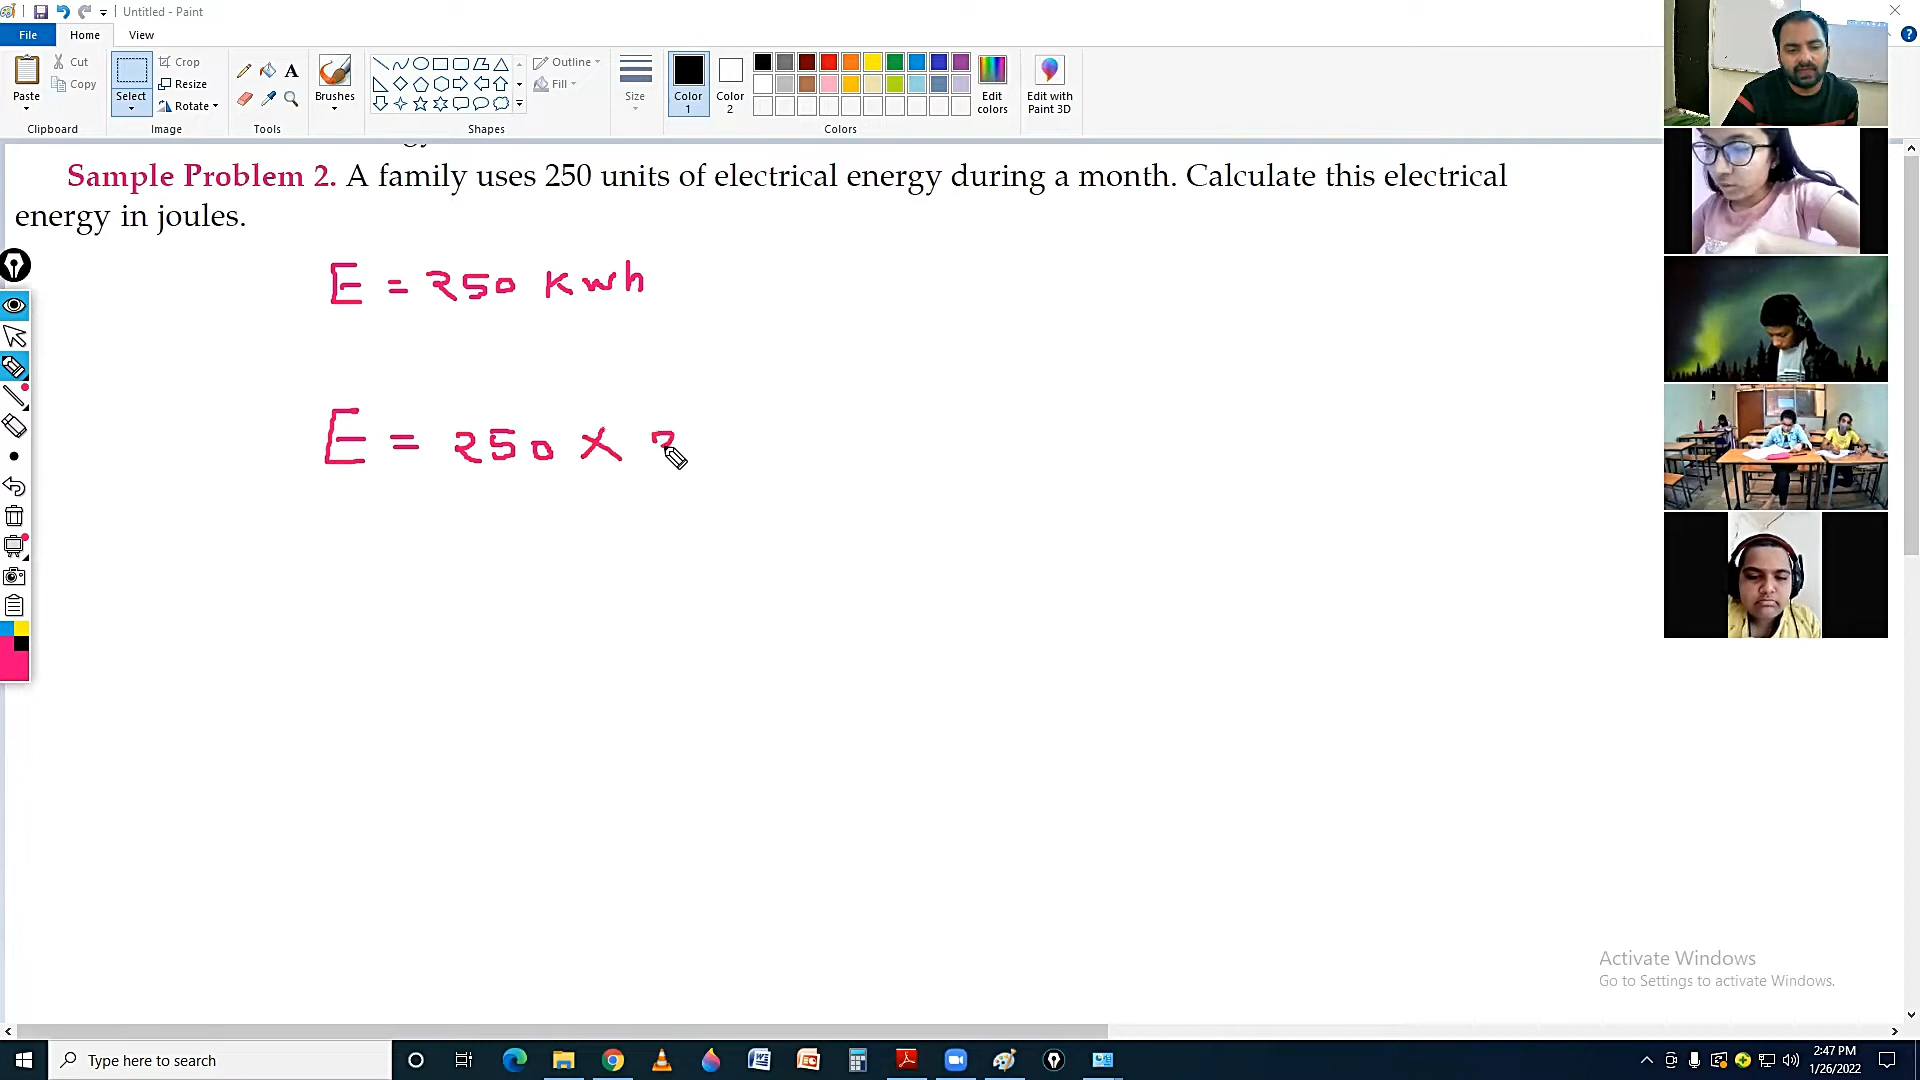 Untitled - Paint
File Home View
Paste
Cut
Copy
Clipboard
Select
Crop
Resize
Rotate
Image
Tools
Brushes
Shapes
Outline
Fill
Size
Color 1
Color 2
Colors
Edit colors
Edit with Paint 3D
Sample Problem 2. A family uses 250 units of electrical energy during a month. Calculate this electrical
energy in joules.
E = 250 Kwh
E = 250 X
Activate Windows
Go to Settings to activate Windows.
Type here to search
2:47 PM
1/26/2022